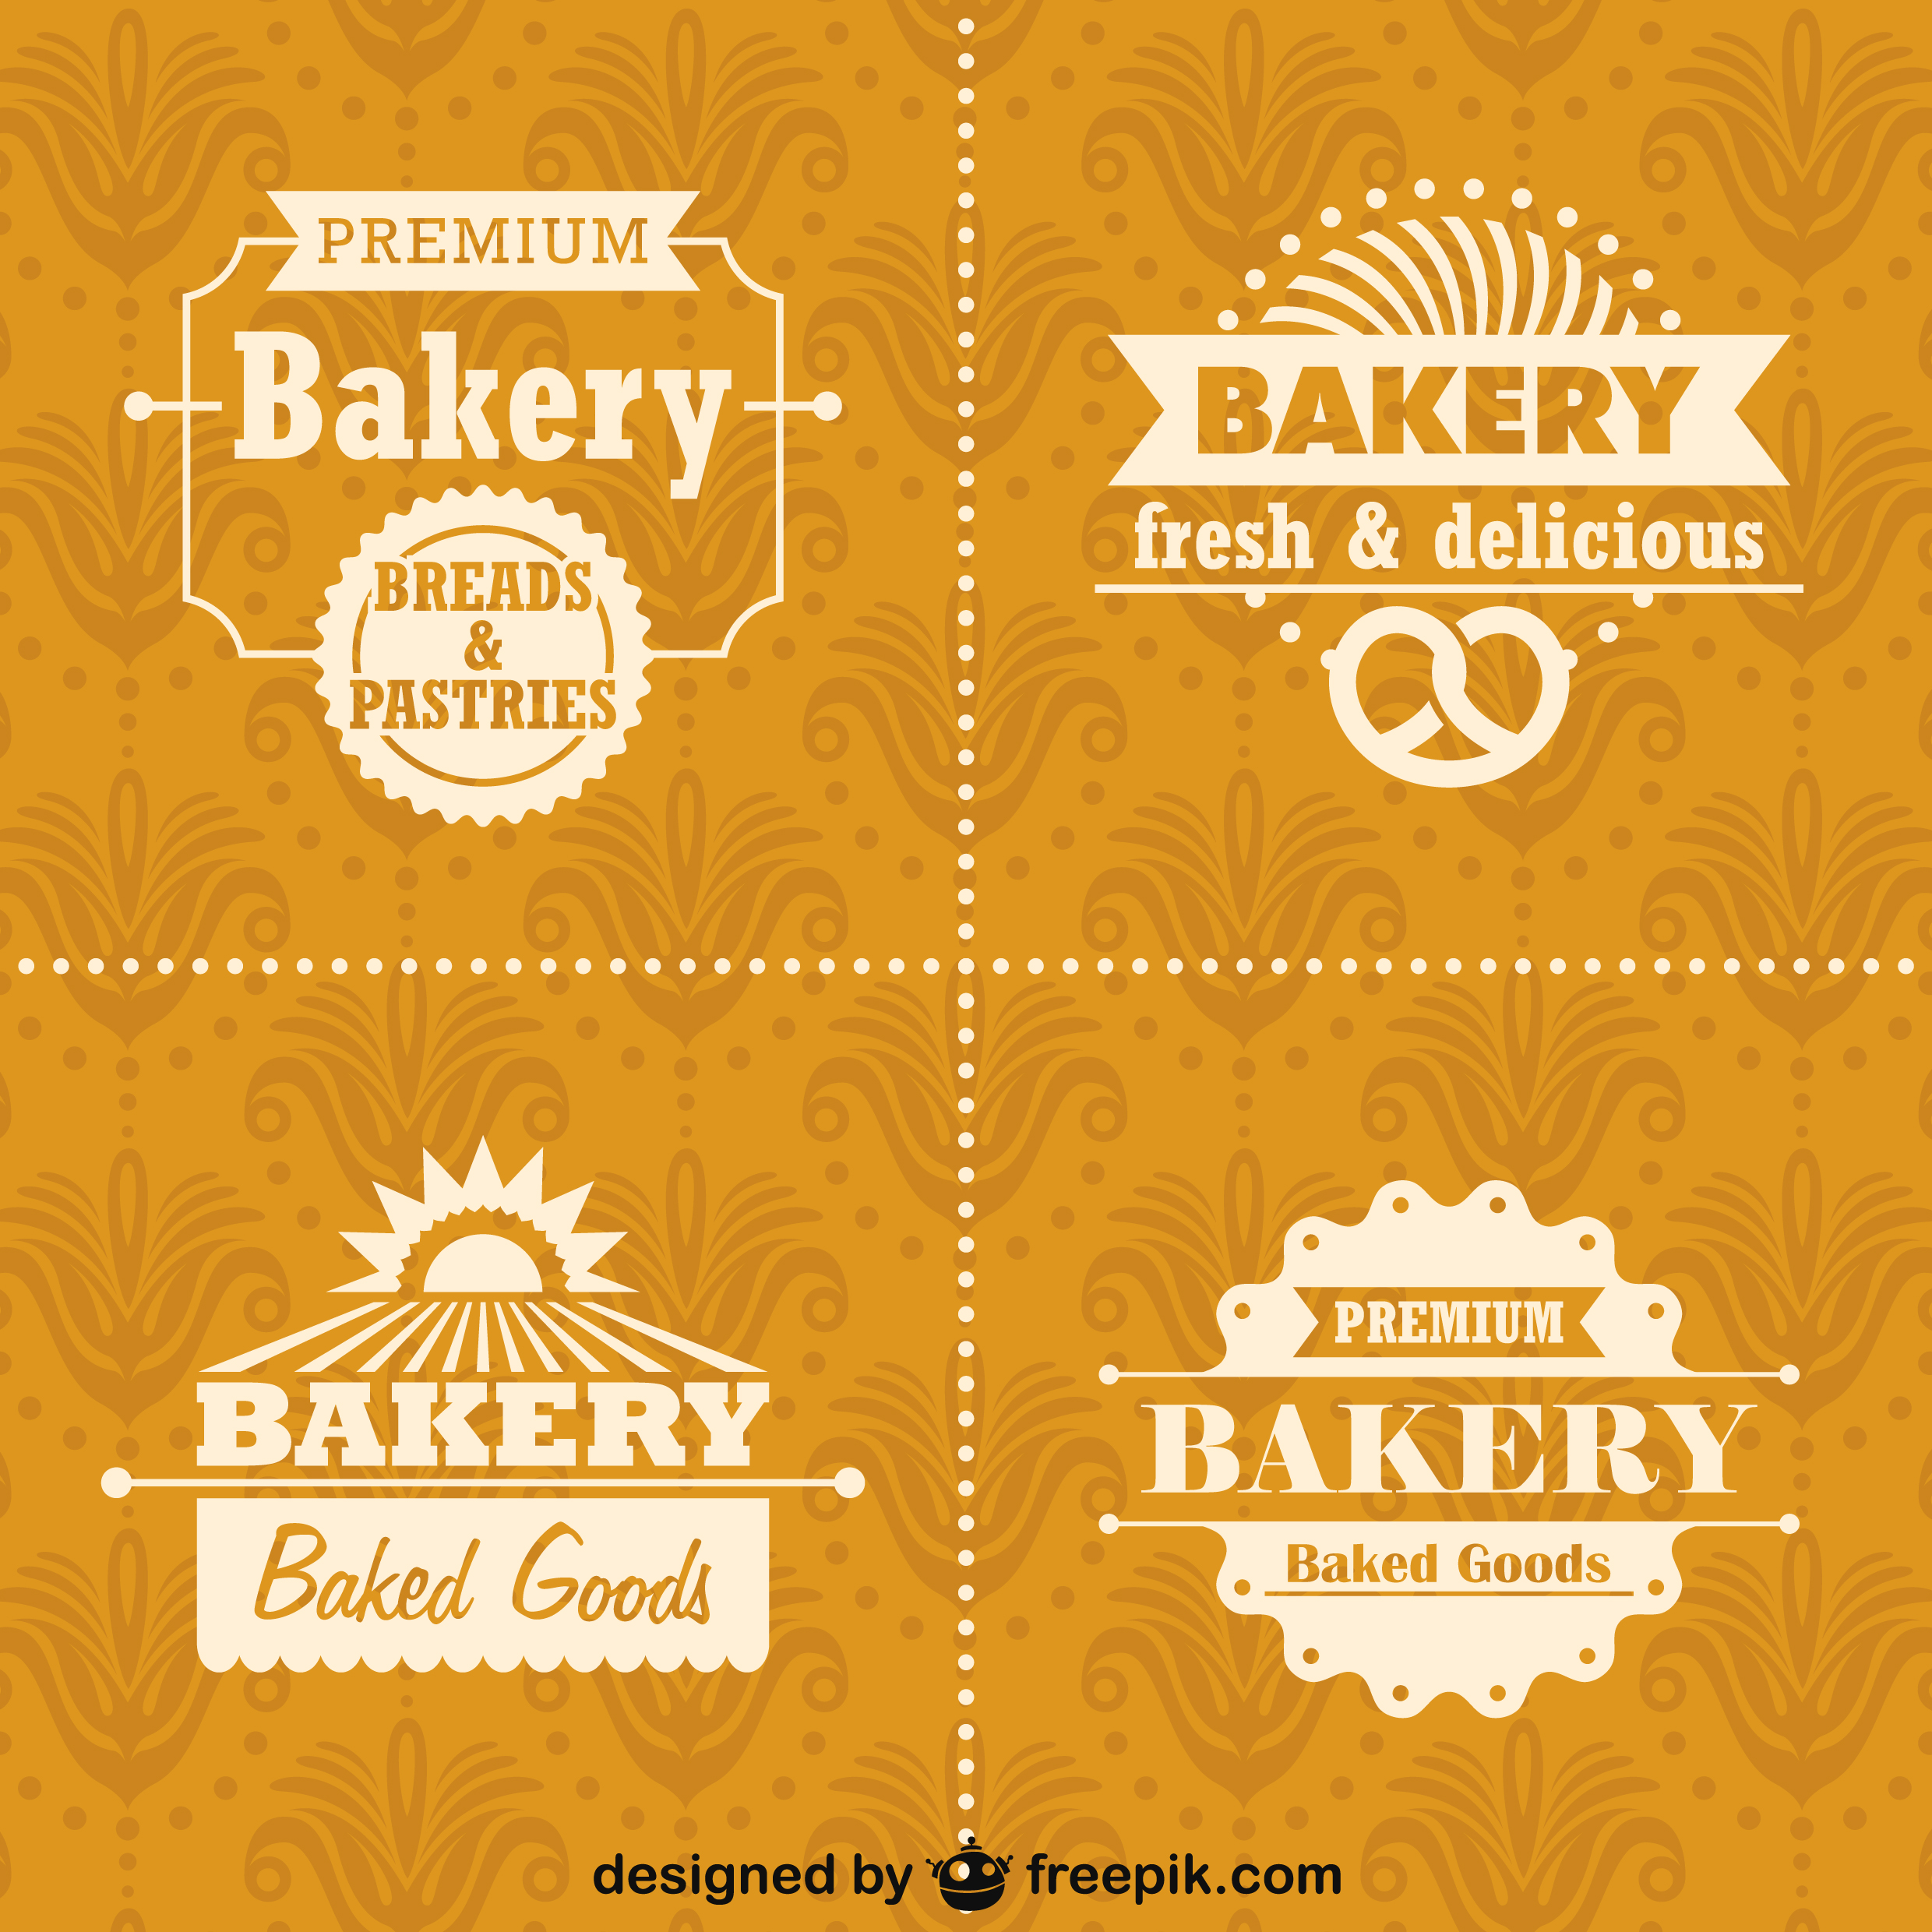 PREMIUM
Bakery
BREADS
&
PASTRIES
BAKERY
fresh & delicious
BAKERY
Baked Goods
PREMIUM
BAKERY
Baked Goods
designed by freepik.com